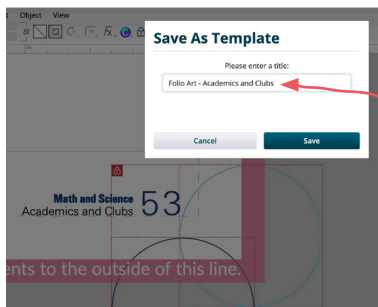 Object View
Save As Template
Please enter a title:
Folio Art - Academics and Clubs
Cancel Save
Math and Science
Academics and Clubs 53
ents to the outside of this line.